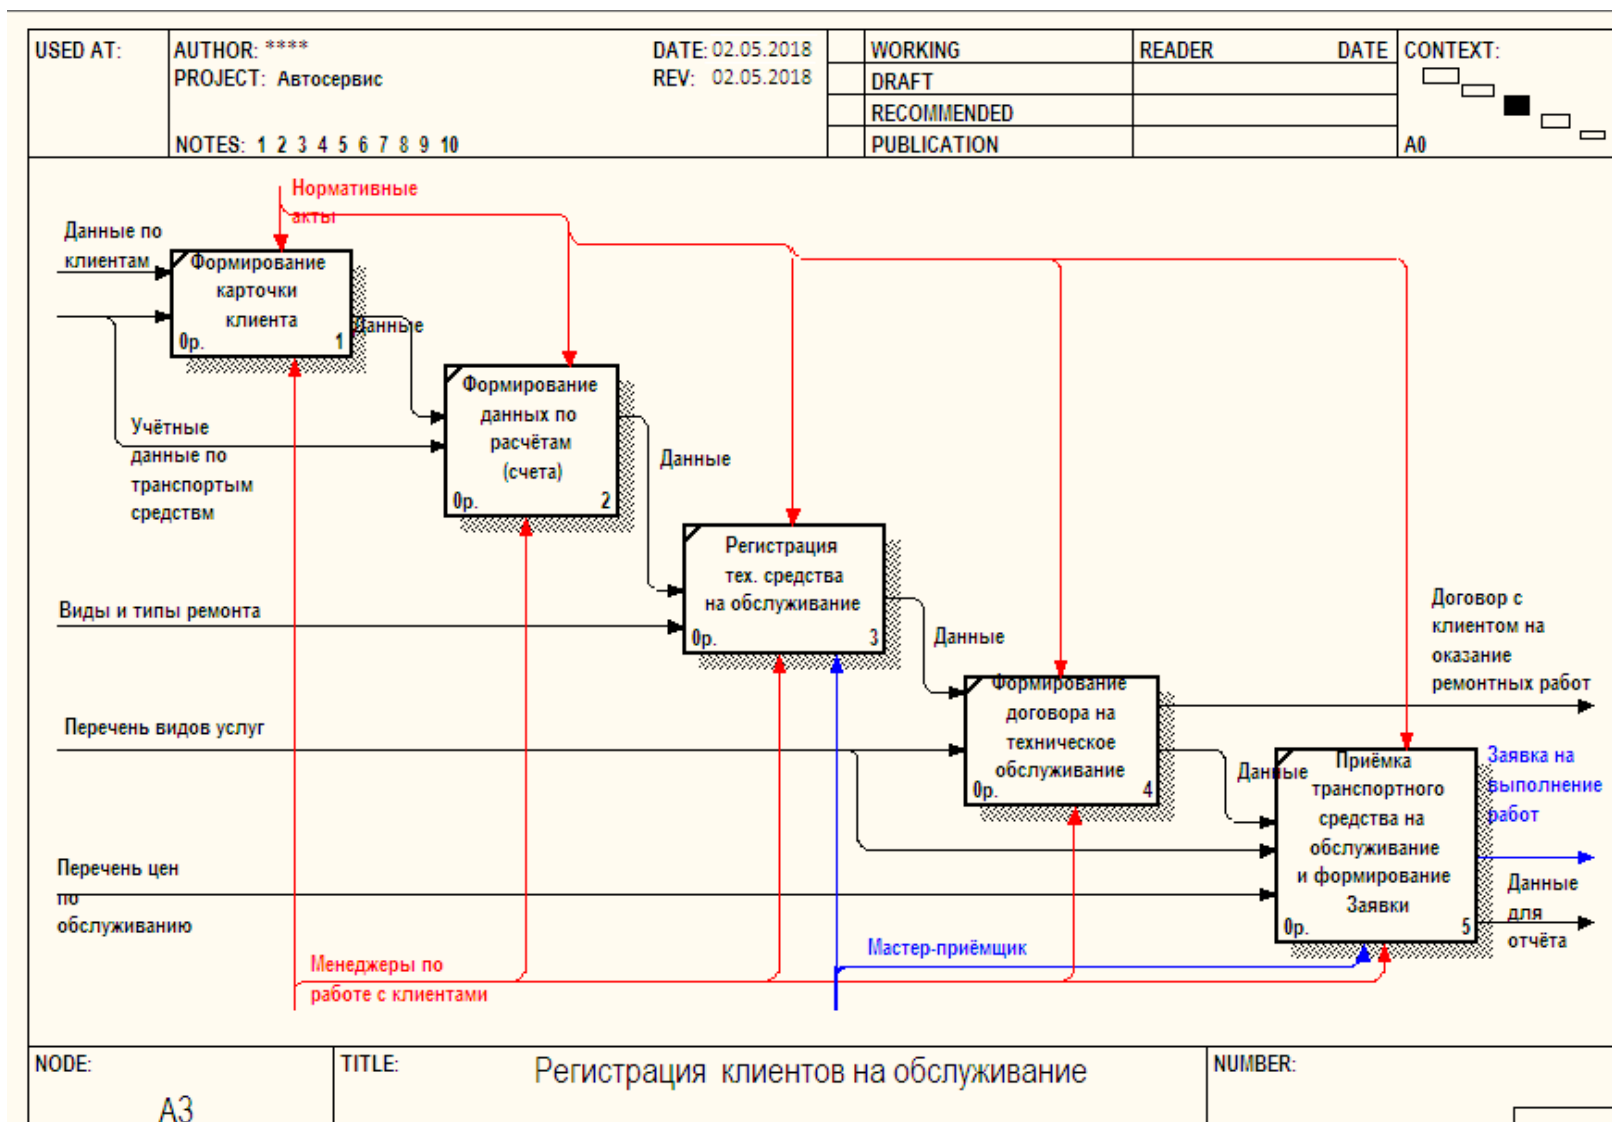 USED AT:
AUTHOR: ****
DATE: 02.05.2018
PROJECT: Автосервис
REV: 02.05.2018
NOTES: 1 2 3 4 5 6 7 8 9 10
WORKING
DRAFT
RECOMMENDED
PUBLICATION
READER
DATE
CONTEXT:
A0
Нормативные
акты
Данные по
клиентам
Формирование
карточки
клиента
0р.
1
Данные
Учётные
данные по
транспортым
средствм
Формирование
данных по
расчётам
(счета)
0р.
2
Данные
Регистрация
тех. средства
на обслуживание
0р.
3
Виды и типы ремонта
Данные
Формирование
договора на
техническое
обслуживание
0р.
4
Договор с
клиентом на
оказание
ремонтных работ
Перечень видов услуг
Данные
Приёмка
транспортного
средства на
обслуживание
и формирование
Заявки
0р.
5
Заявка на
выполнение
работ
Перечень цен
по
обслуживанию
Данные
для
отчёта
Мастер-приёмщик
Менеджеры по
работе с клиентами
NODE:
А3
TITLE:
Регистрация клиентов на обслуживание
NUMBER: